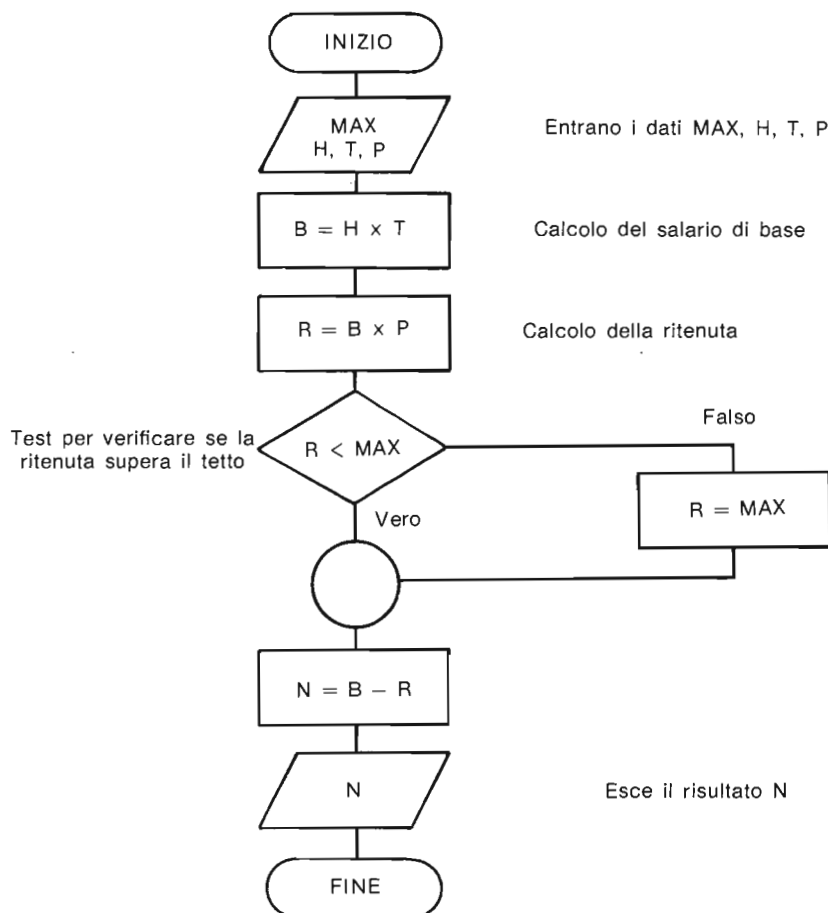 INIZIO
MAX
H, T, P
Entrano i dati MAX, H, T, P
B = H x T
Calcolo del salario di base
R = B x P
Calcolo della ritenuta
Test per verificare se la
ritenuta supera il tetto
R < MAX
Falso
R = MAX
Vero
N = B – R
N
Esce il risultato N
FINE